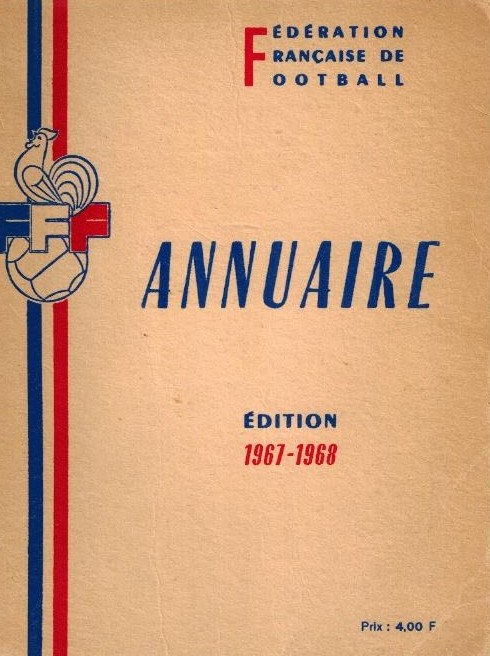 FÉDÉRATION
FRANÇAISE DE
FOOTBALL
FFF
ANNUAIRE
ÉDITION
1967-1968
Prix : 4,00 F